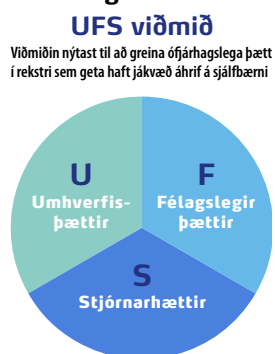 UFS viðmið
Viðmiðin nýtast til að greina ófjárhagslega þætt
í rekstri sem geta haft jákvæð áhrif á sjálfbærni
U
Umhverfis-
þættir
F
Félagslegir
þættir
S
Stjórnarhættir